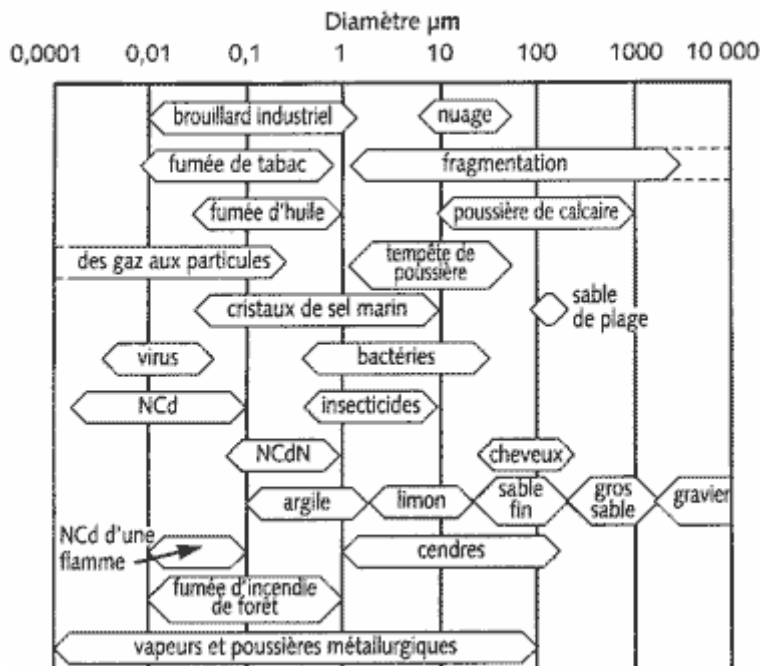 Diamètre µm
0,0001 0,01 0,1 1 10 100 1000 10 000
brouillard industriel nuage
fumée de tabac fragmentation
fumée d'huile poussière de calcaire
des gaz aux particules tempête de
poussière
cristaux de sel marin sable
de plage
virus bactéries
NCd insecticides
NCdN cheveux
argile limon sable
fin gros
sable gravier
NCd d'une
flamme cendres
fumée d'incendie
de forêt
vapeurs et poussières métallurgiques